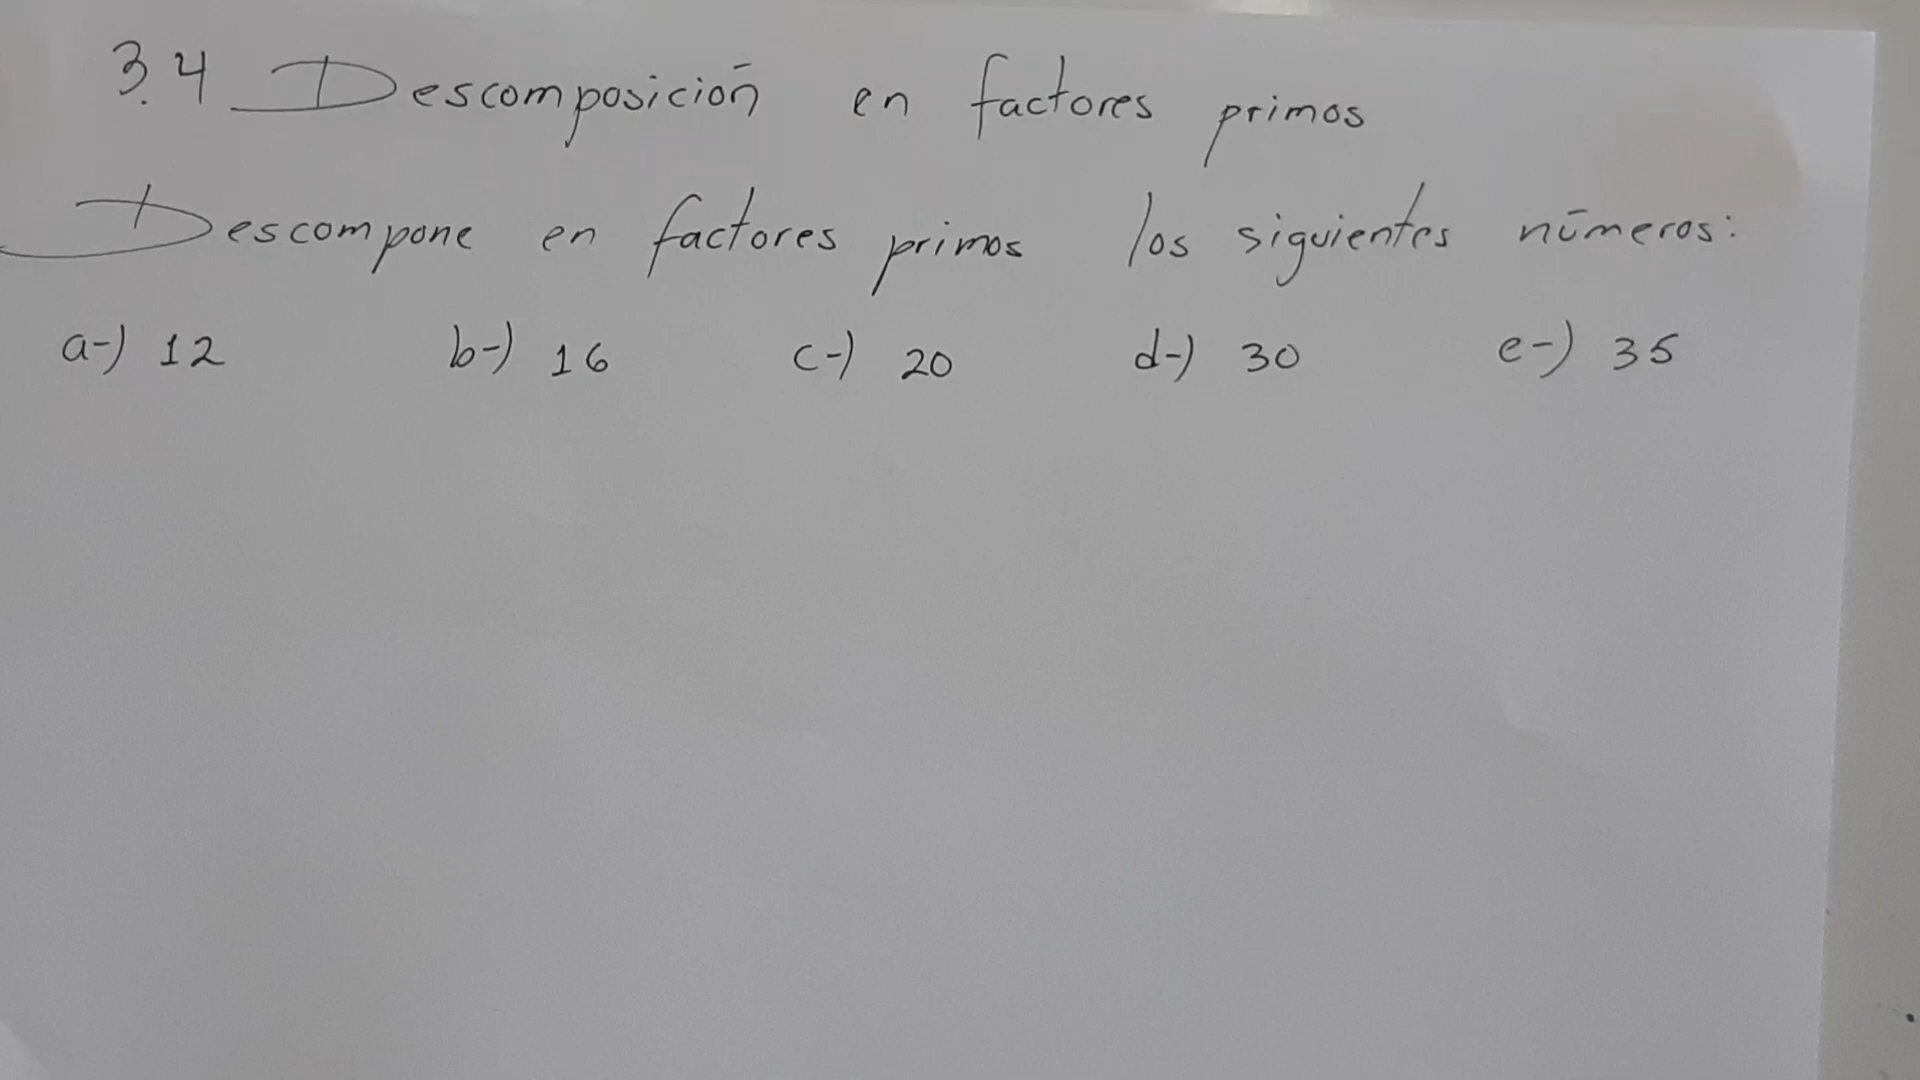 3.4 Descomposición en factores primos
Descompone en factores primos los siguientes números:
a-) 12 b-) 16 c-) 20 d-) 30 e-) 35